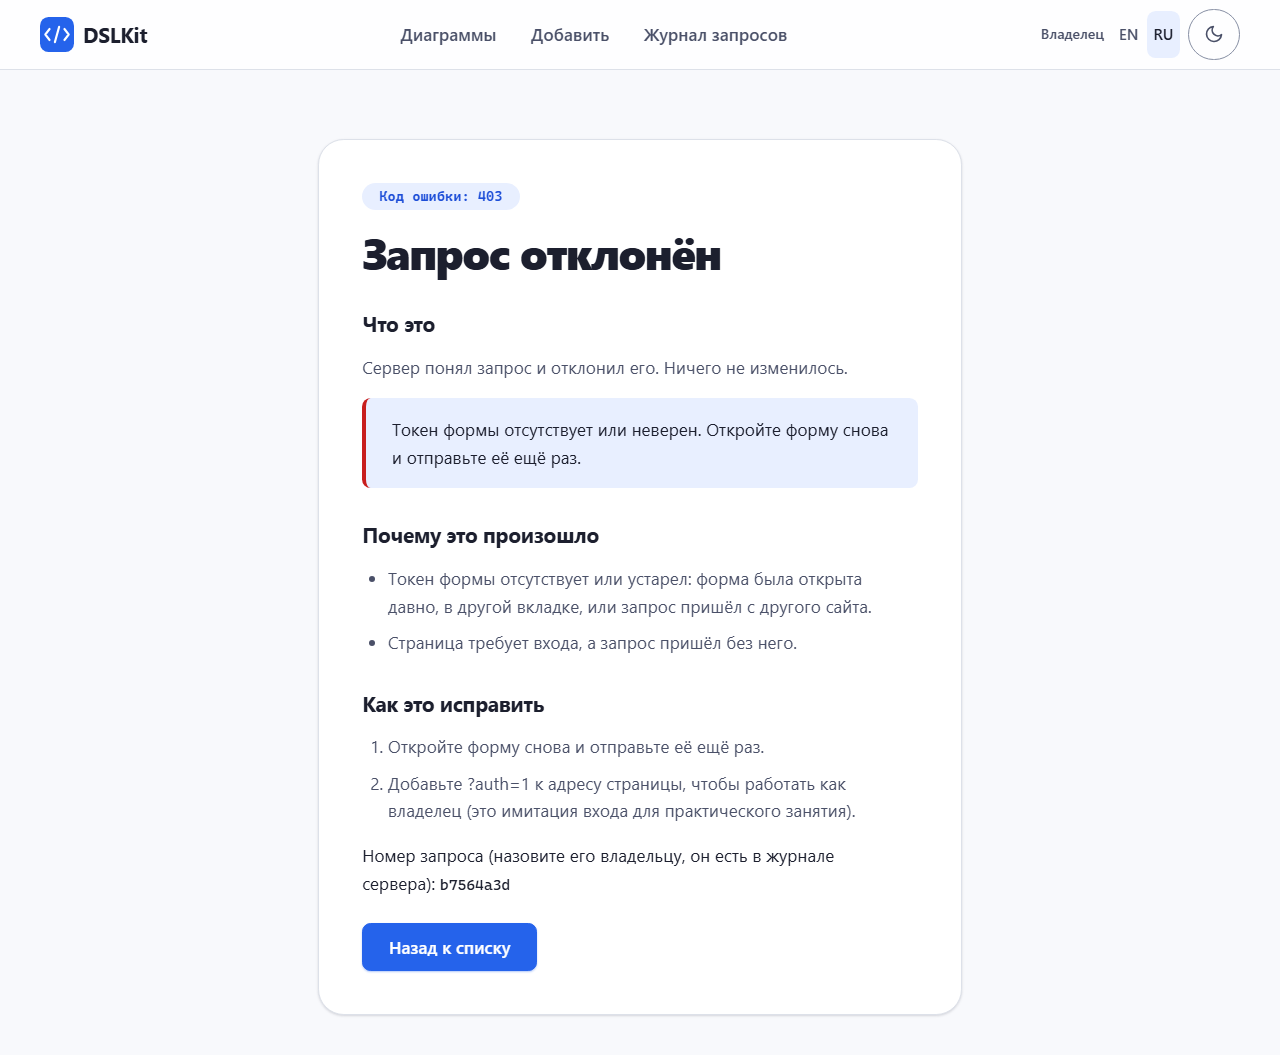 DSLKit
Диаграммы
Добавить
Журнал запросов
Владелец
EN
RU
Код ошибки: 403
Запрос отклонён
Что это
Сервер понял запрос и отклонил его. Ничего не изменилось.
Токен формы отсутствует или неверен. Откройте форму снова
и отправьте её ещё раз.
Почему это произошло
• Токен формы отсутствует или устарел: форма была открыта
давно, в другой вкладке, или запрос пришёл с другого сайта.
• Страница требует входа, а запрос пришёл без него.
Как это исправить
1. Откройте форму снова и отправьте её ещё раз.
2. Добавьте ?auth=1 к адресу страницы, чтобы работать как
владелец (это имитация входа для практического занятия).
Номер запроса (назовите его владельцу, он есть в журнале
сервера): b7564a3d
Назад к списку